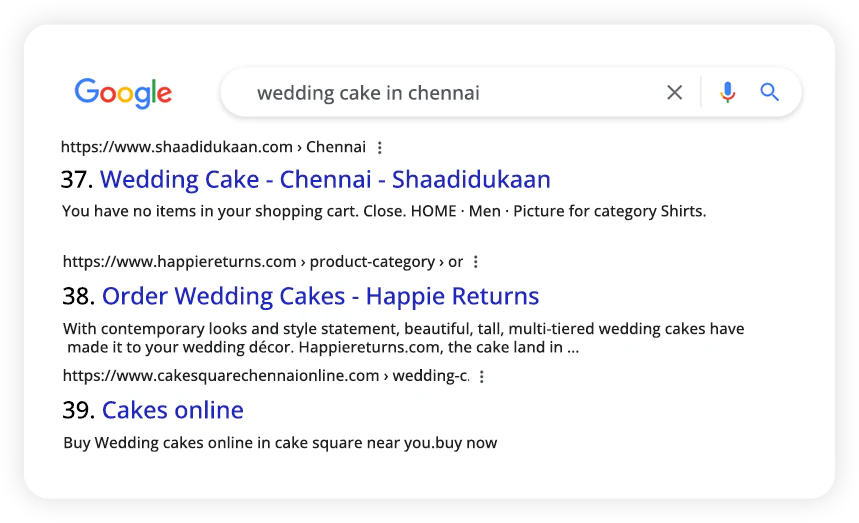 Google
wedding cake in chennai
https://www.shaadidukaan.com › Chennai
37. Wedding Cake - Chennai - Shaadidukaan
You have no items in your shopping cart. Close. HOME · Men · Picture for category Shirts.
https://www.happiereturns.com › product-category › or
38. Order Wedding Cakes - Happie Returns
With contemporary looks and style statement, beautiful, tall, multi-tiered wedding cakes have
made it to your wedding décor. Happiereturns.com, the cake land in ...
https://www.cakesquarechennaionline.com › wedding-c.
39. Cakes online
Buy Wedding cakes online in cake square near you.buy now